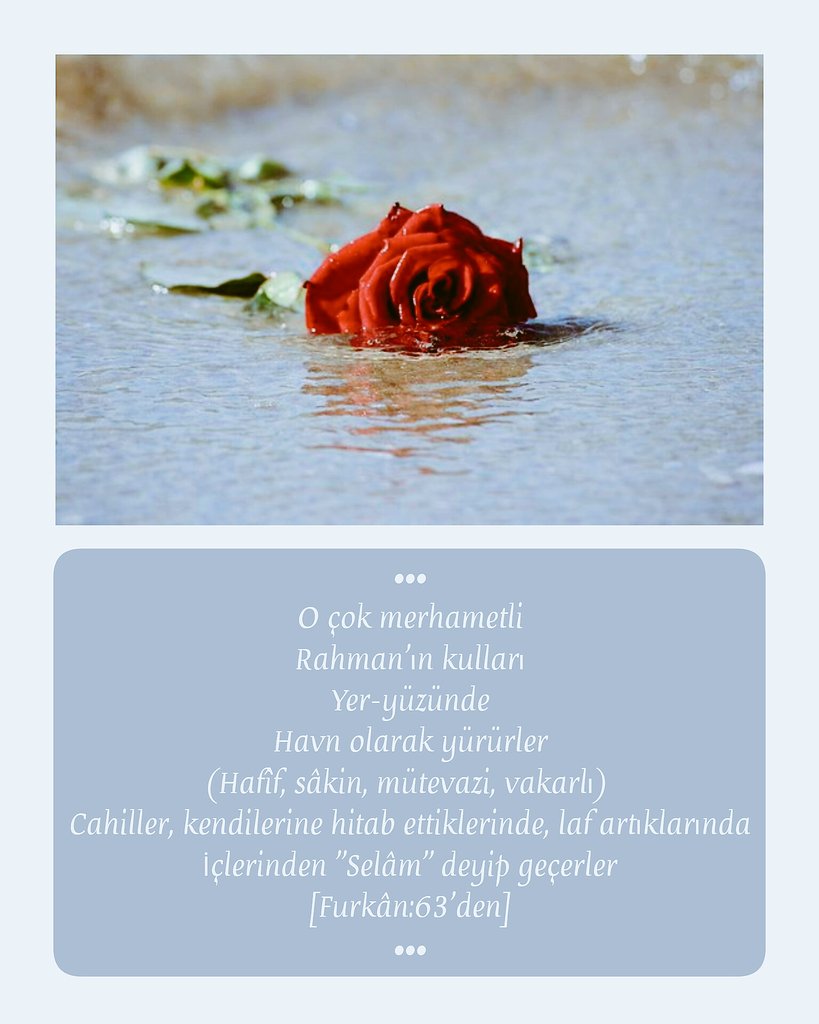 •••
O çok merhametli
Rahman’ın kulları
Yer-yüzünde
Havn olarak yürürler
(Hafîf, sâkin, mütevazi, vakarlı)
Cahiller, kendilerine hitab ettiklerinde, laf artıklarında
İçlerinden ”Selâm” deyip geçerler
[Furkân:63’den]
•••